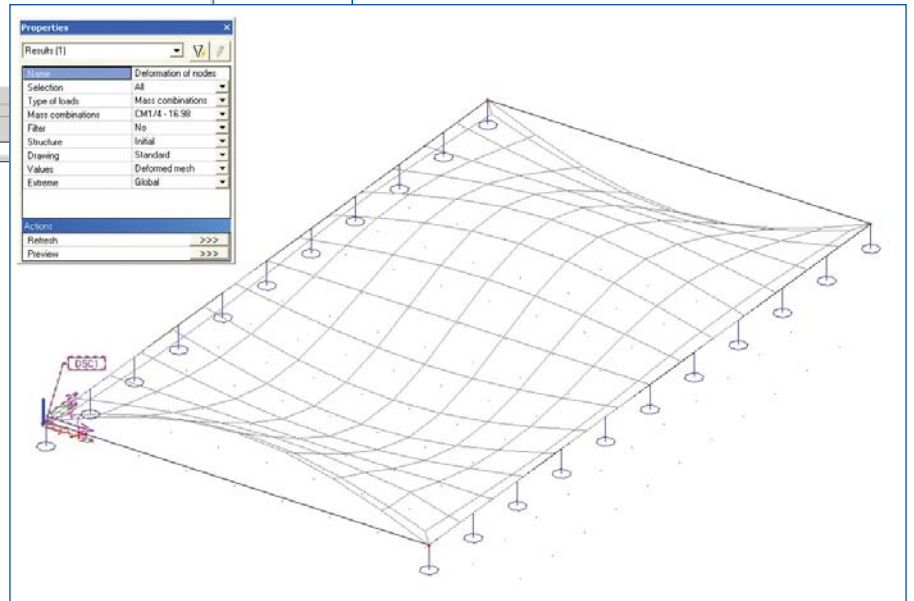 Properties
Results (1)
Name Deformation of nodes
Selection All
Type of loads Mass combinations
Mass combinations CM1/4 - 16.98
Filter No
Structure Initial
Drawing Standard
Values Deformed mesh
Extreme Global
Actions
Refresh >>>
Preview >>>
DSC1